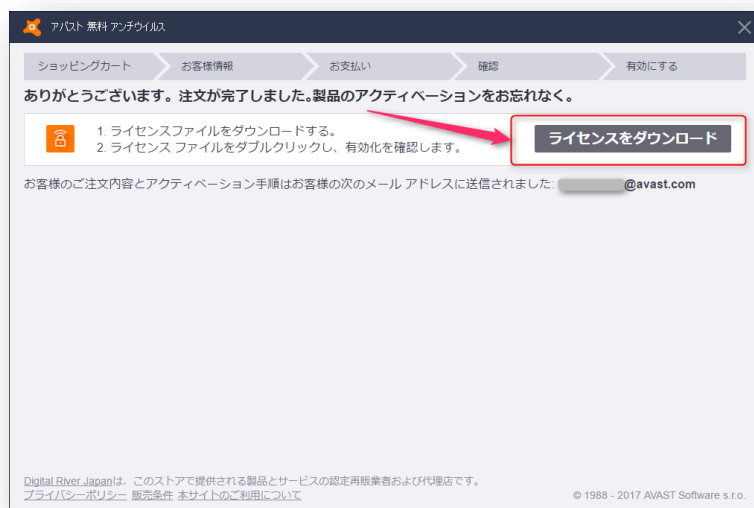 アバスト 無料 アンチウイルス
ショッピングカート お客様情報 お支払い 確認 有効にする
ありがとうございます。注文が完了しました。製品のアクティベーションをお忘れなく。
1. ライセンスファイルをダウンロードする。
2. ライセンス ファイルをダブルクリックし、有効化を確認します。
ライセンスをダウンロード
お客様のご注文内容とアクティベーション手順はお客様の次のメール アドレスに送信されました: @avast.com
Digital River Japanは、このストアで提供される製品とサービスの認定再販業者および代理店です。
プライバシーポリシー 販売条件 本サイトのご利用について
© 1988 - 2017 AVAST Software s.r.o.